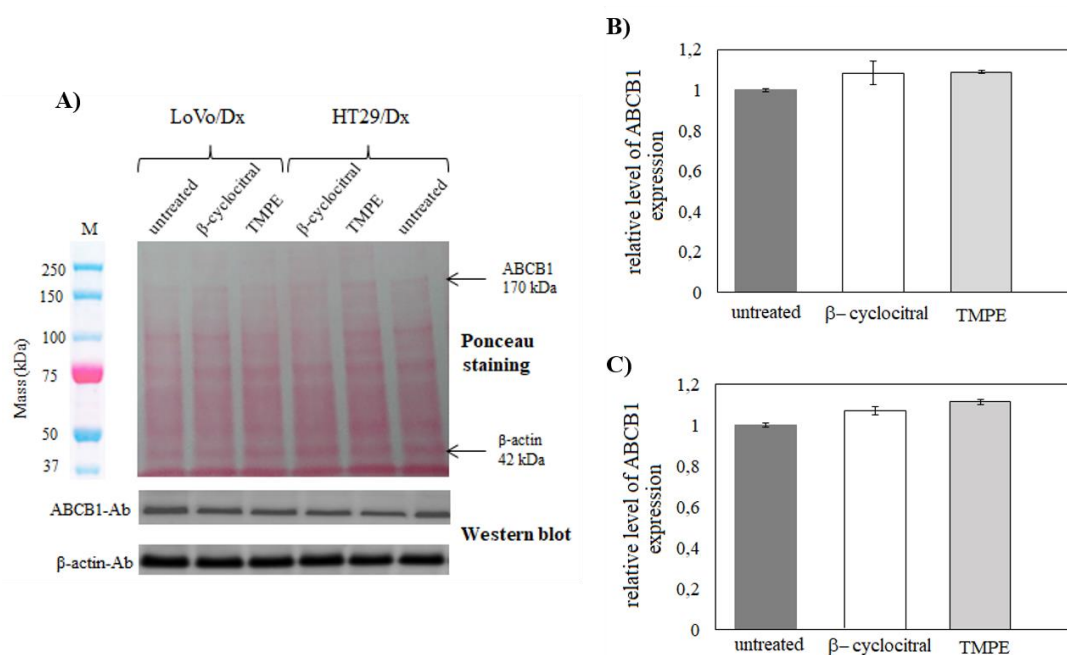 A)
LoVo/Dx HT29/Dx
untreated β-cyclocitral TMPE β-cyclocitral TMPE untreated
M
250
150
100
75
50
37
Mass (kDa)
ABCB1
170 kDa
Ponceau
staining
β-actin
42 kDa
ABCB1-Ab
Western blot
β-actin-Ab
B)
1,2
1
0,8
0,6
0,4
0,2
0
relative level of ABCB1
expression
untreated β– cyclocitral TMPE
C)
1,2
1
0,8
0,6
0,4
0,2
0
relative level of ABCB1
expression
untreated β– cyclocitral TMPE